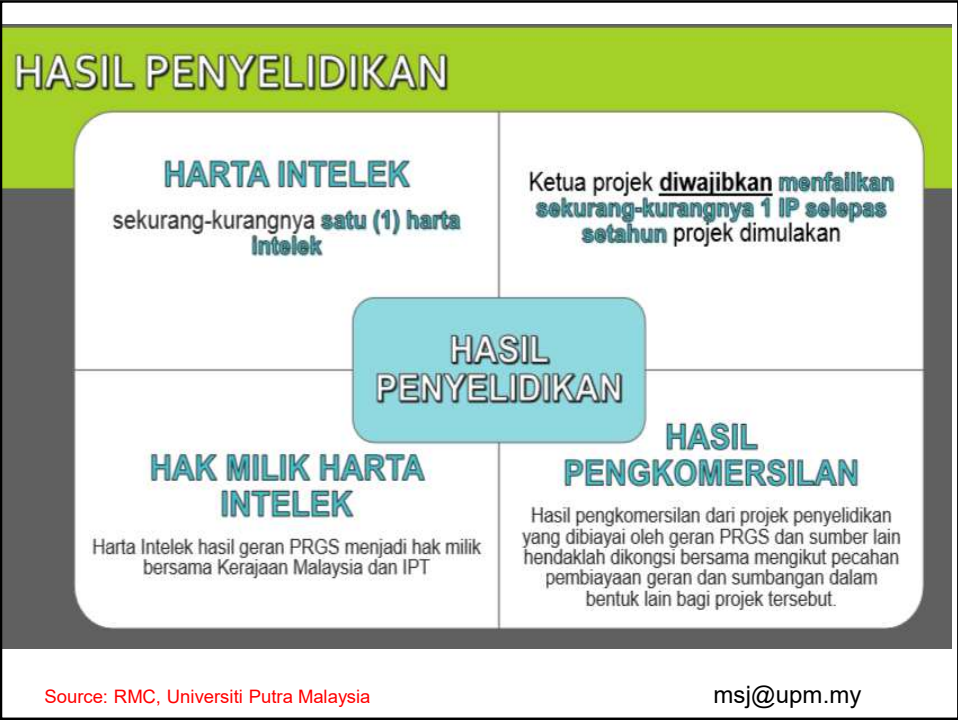 HASIL PENYELIDIKAN
HARTA INTELEK
sekurang-kurangnya satu (1) harta
intelek
Ketua projek diwajibkan menfailkan
sekurang-kurangnya 1 IP selepas
setahun projek dimulakan
HASIL
PENYELIDIKAN
HAK MILIK HARTA
INTELEK
Harta Intelek hasil geran PRGS menjadi hak milik
bersama Kerajaan Malaysia dan IPT
HASIL
PENGKOMERSILAN
Hasil pengkomersilan dari projek penyelidikan
yang dibiayai oleh geran PRGS dan sumber lain
hendaklah dikongsi bersama mengikut pecahan
pembiayaan geran dan sumbangan dalam
bentuk lain bagi projek tersebut.
Source: RMC, Universiti Putra Malaysia
msj@upm.my